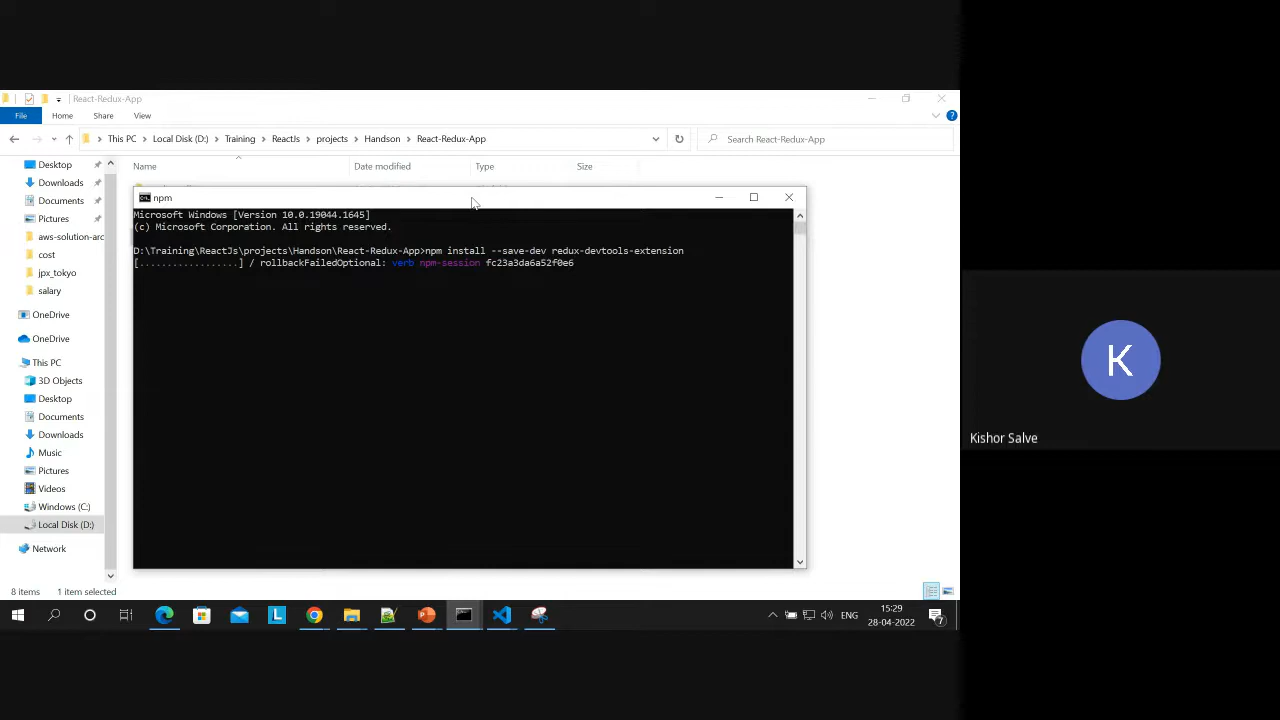 React-Redux-App
File
Home
Share
View
This PC
Local Disk (D:)
Training
ReactJs
projects
Handson
React-Redux-App
Search React-Redux-App
Name
Date modified
Type
Size
Desktop
Downloads
Documents
Pictures
aws-solution-arc
cost
jpx_tokyo
salary
OneDrive
OneDrive
This PC
3D Objects
Desktop
Documents
Downloads
Music
Pictures
Videos
Windows (C:)
Local Disk (D:)
Network
8 items
1 item selected
npm
Microsoft Windows [Version 10.0.19044.1645]
(c) Microsoft Corporation. All rights reserved.
D:\Training\ReactJs\projects\Handson\React-Redux-App>npm install --save-dev redux-devtools-extension
[..................] / rollbackFailedOptional: verb npm-session fc23a3da6a52f0e6
ENG
15:29
28-04-2022
7
L
K
Kishor Salve